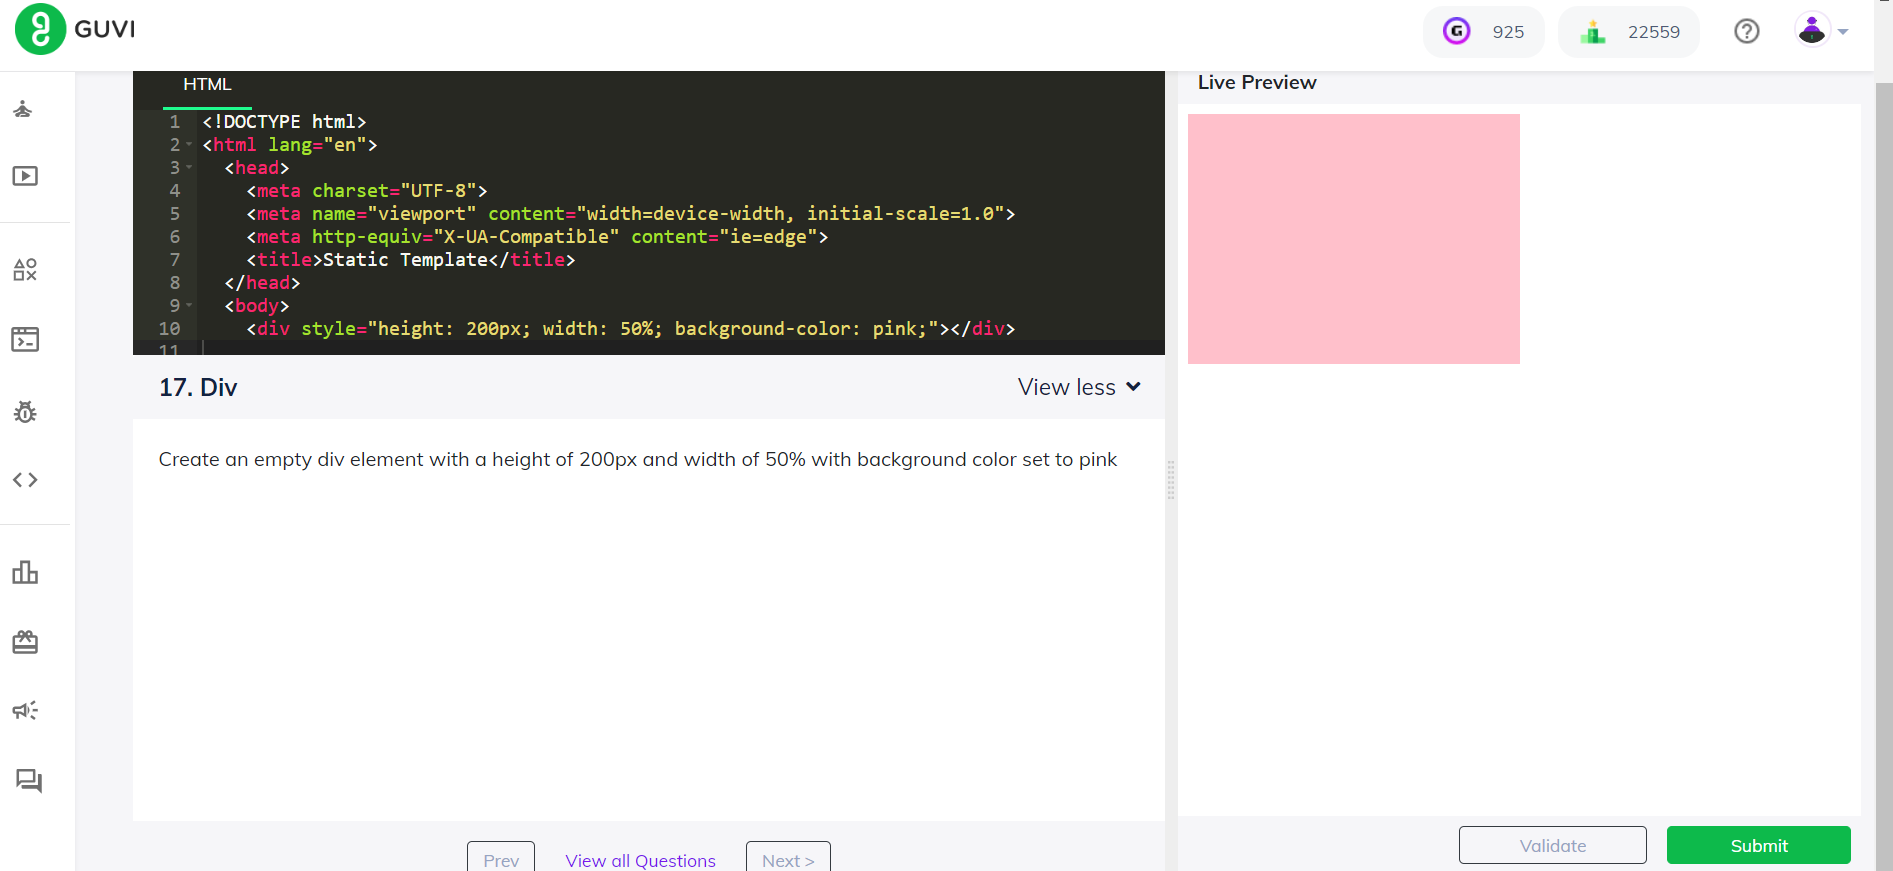 GUVI
925
22559
HTML
Live Preview
1 <!DOCTYPE html>
2 <html lang="en">
3 <head>
4 <meta charset="UTF-8">
5 <meta name="viewport" content="width=device-width, initial-scale=1.0">
6 <meta http-equiv="X-UA-Compatible" content="ie=edge">
7 <title>Static Template</title>
8 </head>
9 <body>
10 <div style="height: 200px; width: 50%; background-color: pink;"></div>
11
17. Div
View less
Create an empty div element with a height of 200px and width of 50% with background color set to pink
Prev
View all Questions
Next >
Validate
Submit